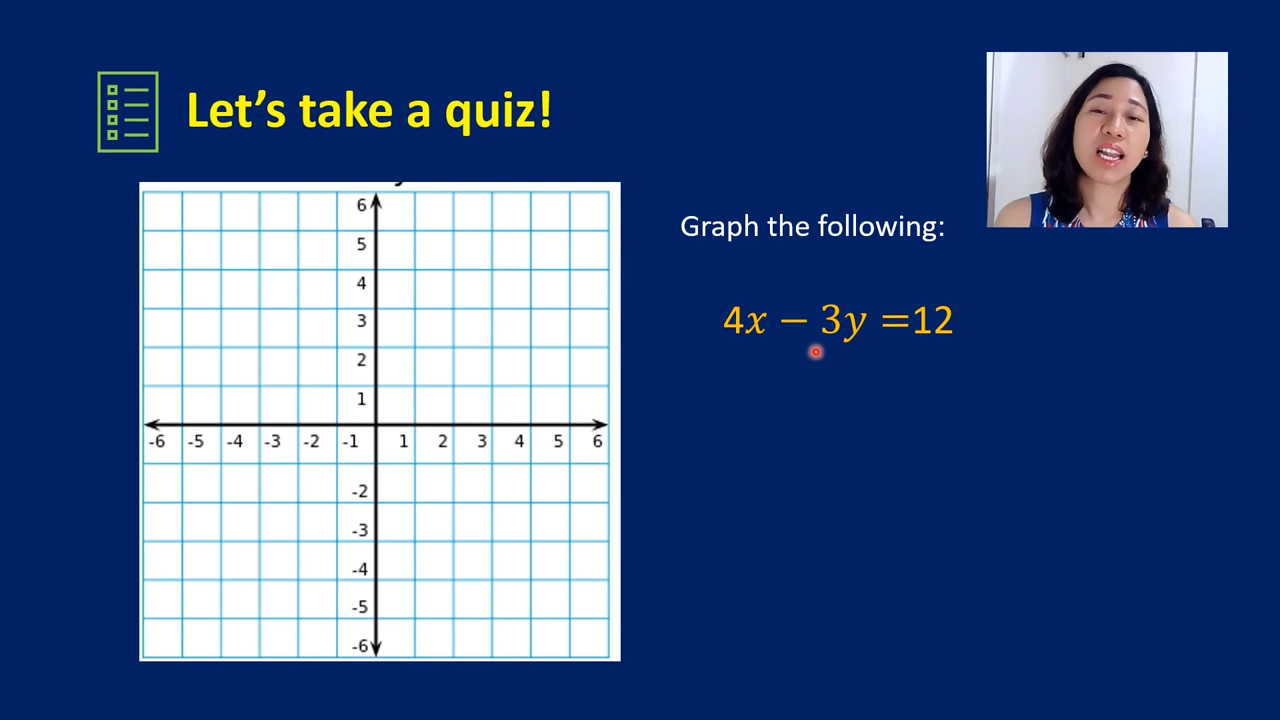 Let's take a quiz!
Graph the following:
4x − 3y =12
6
5
4
3
2
1
-6 -5 -4 -3 -2 -1 1 2 3 4 5 6
-2
-3
-4
-5
-6